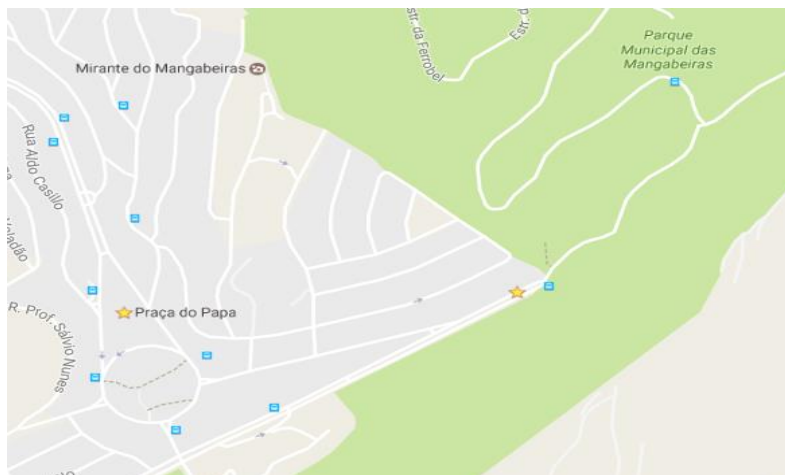 Estr. da Ferrobel
Estr. p
Parque
Municipal das
Mangabeiras
Mirante do Mangabeiras
Rua Aldo Casillo
Praça do Papa
R. Prof. Sálvio Nunes